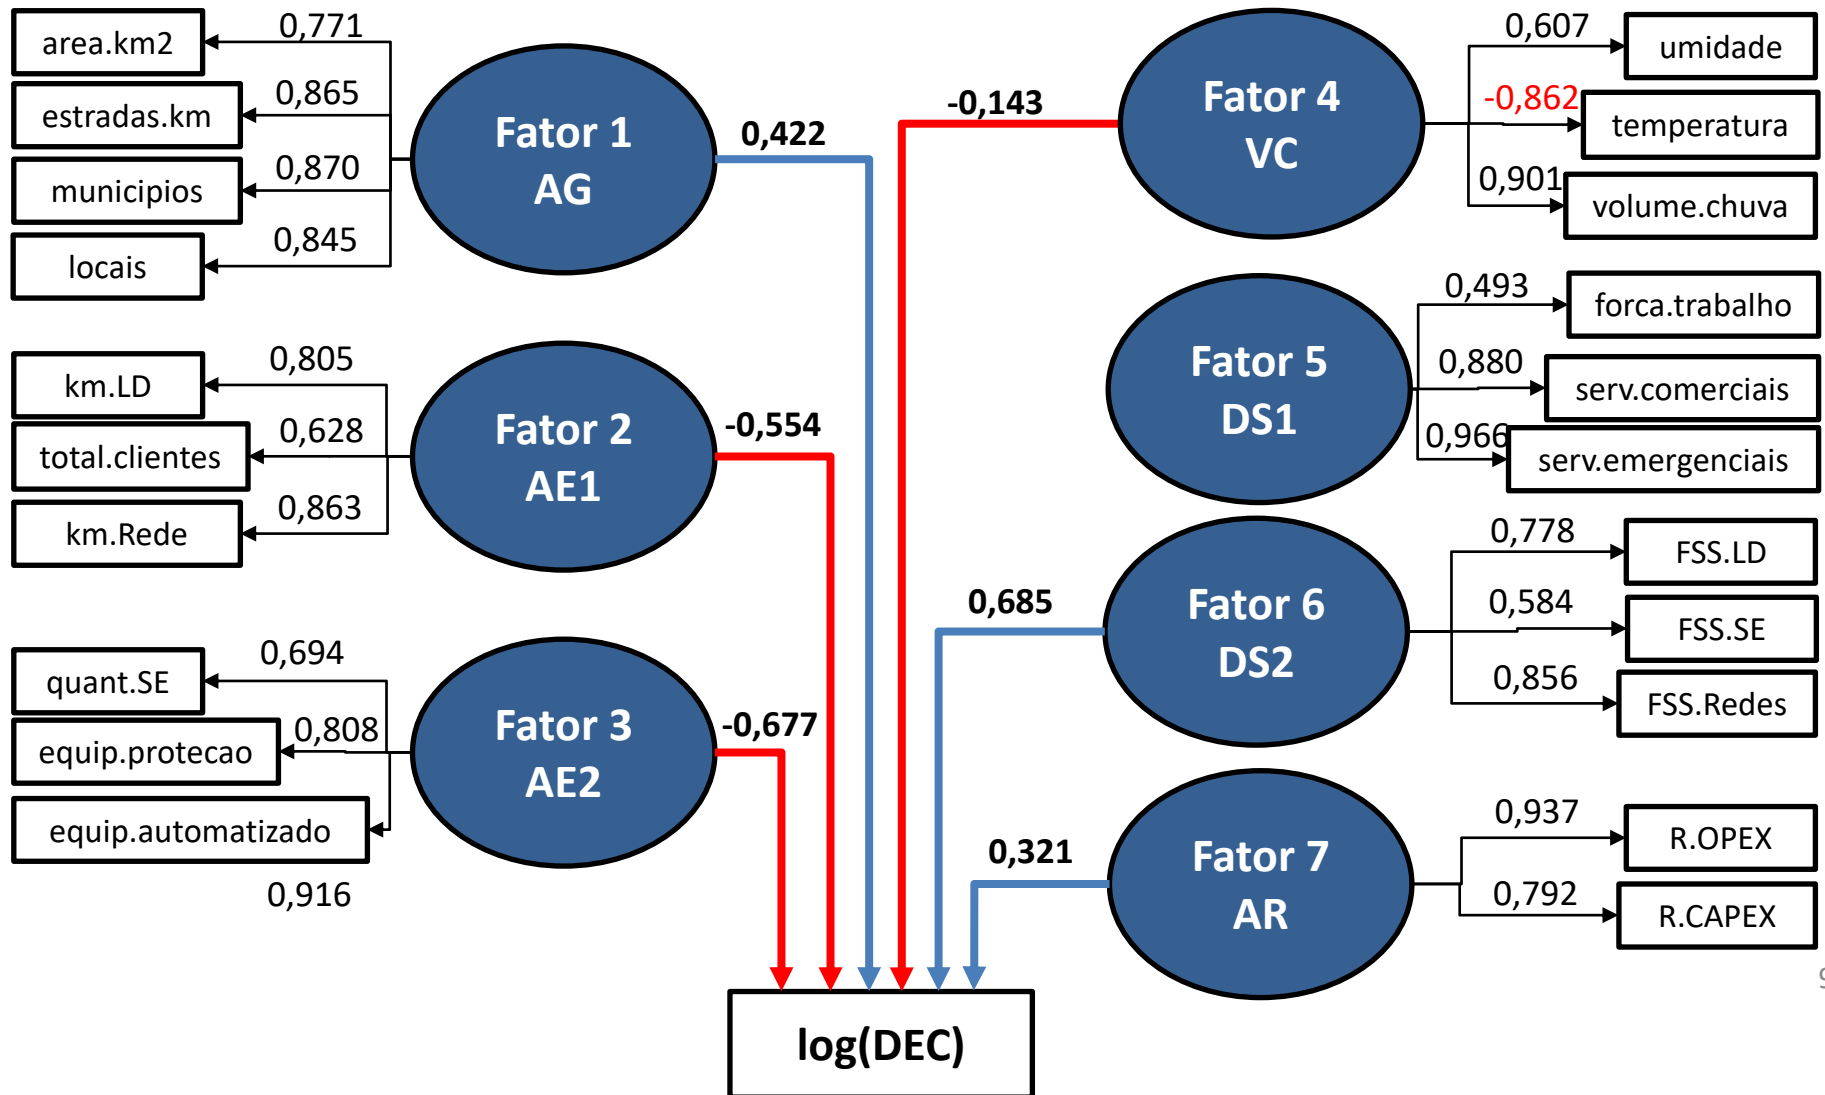 area.km2
0,771
estradas.km
0,865
municipios
0,870
locais
0,845
Fator 1
AG
0,422
km.LD
0,805
total.clientes
0,628
km.Rede
0,863
Fator 2
AE1
-0,554
quant.SE
0,694
equip.protecao
0,808
equip.automatizado
0,916
Fator 3
AE2
-0,677
-0,143
Fator 4
VC
0,607
umidade
-0,862
temperatura
0,901
volume.chuva
Fator 5
DS1
0,493
forca.trabalho
0,880
serv.comerciais
0,966
serv.emergenciais
0,685
Fator 6
DS2
0,778
FSS.LD
0,584
FSS.SE
0,856
FSS.Redes
0,321
Fator 7
AR
0,937
R.OPEX
0,792
R.CAPEX
log(DEC)